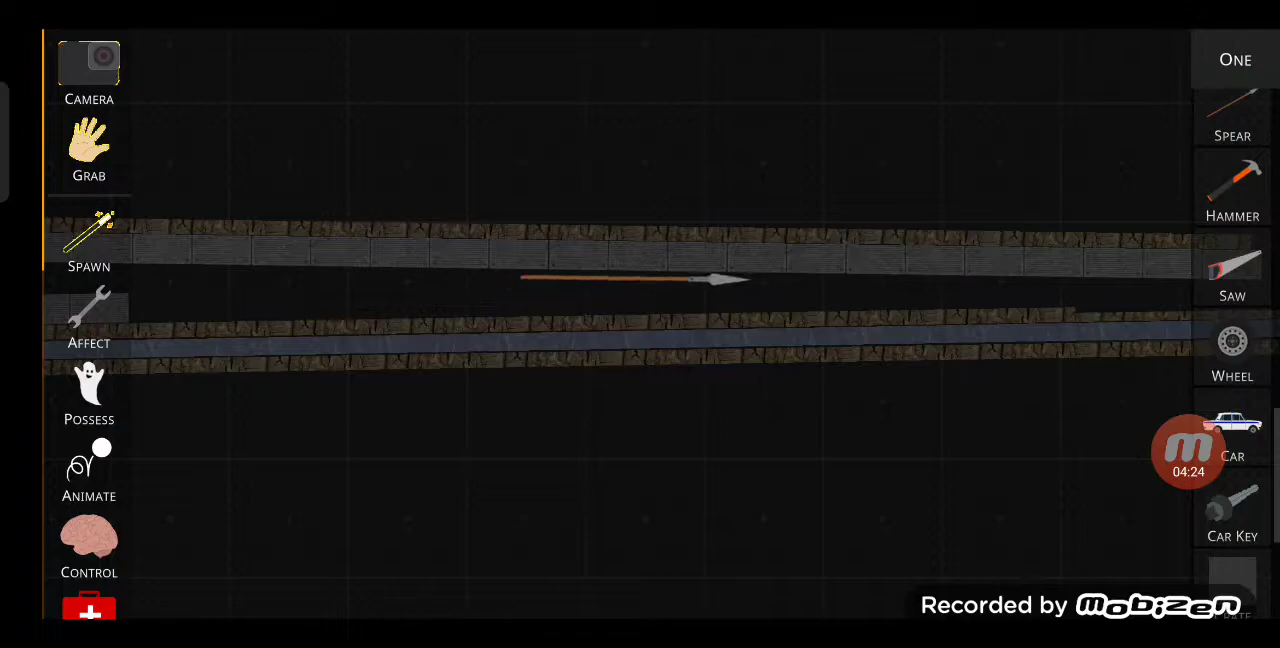 CAMERA
GRAB
SPAWN
AFFECT
POSSESS
ANIMATE
CONTROL
ONE
SPEAR
HAMMER
SAW
WHEEL
CAR
CAR KEY
CRATE
04:24
Recorded by mobizen